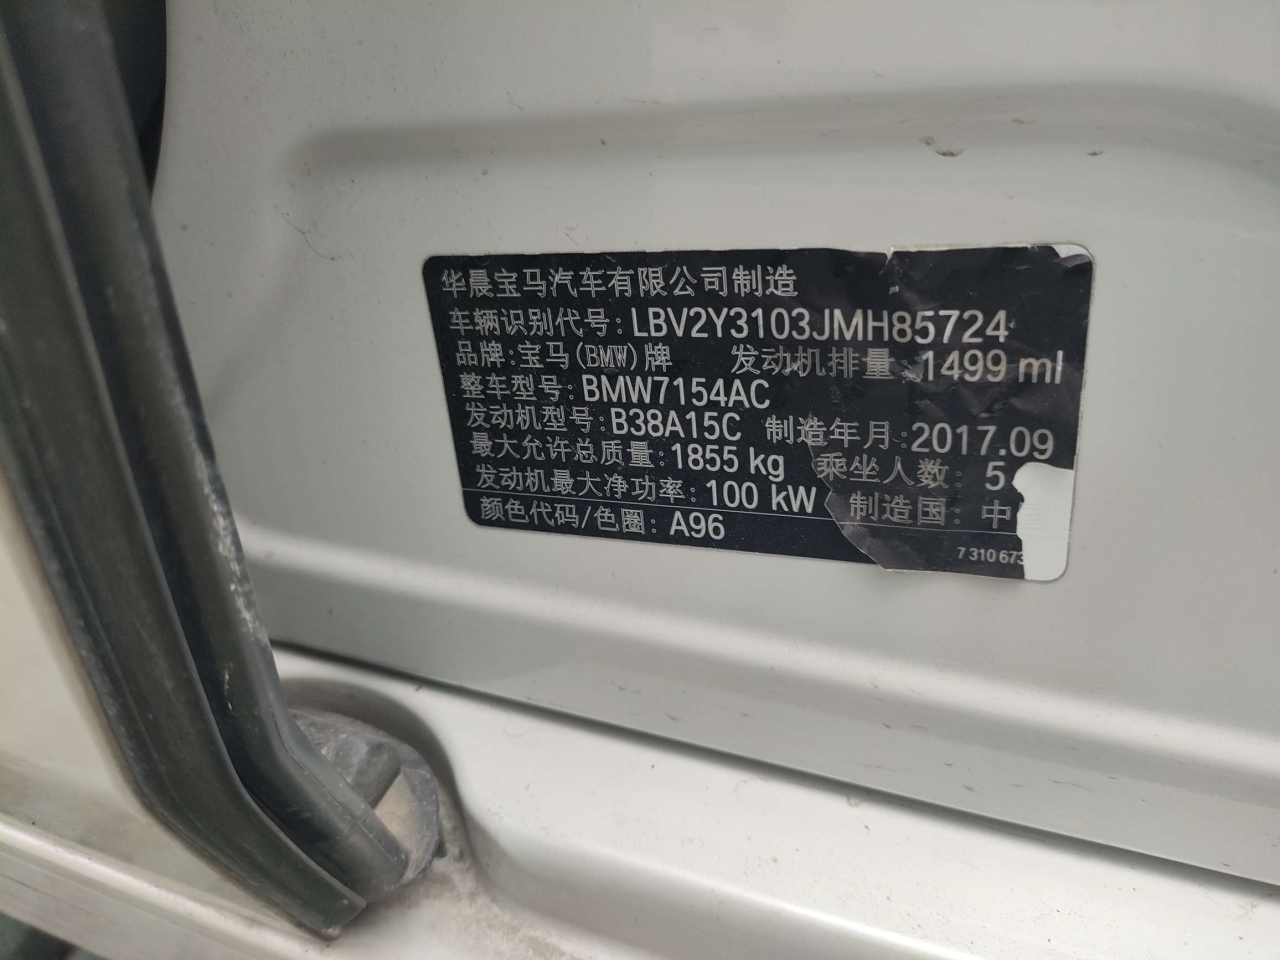 华晨宝马汽车有限公司制造
车辆识别代号: LBV2Y3103JMH85724
品牌:宝马(BMW)牌 发动机排量: 1499 ml
整车型号: BMW7154AC
发动机型号: B38A15C 制造年月: 2017.09
最大允许总质量: 1855 kg 乘坐人数: 5
发动机最大净功率: 100 kW 制造国: 中
颜色代码/色圈: A96
7 310 673